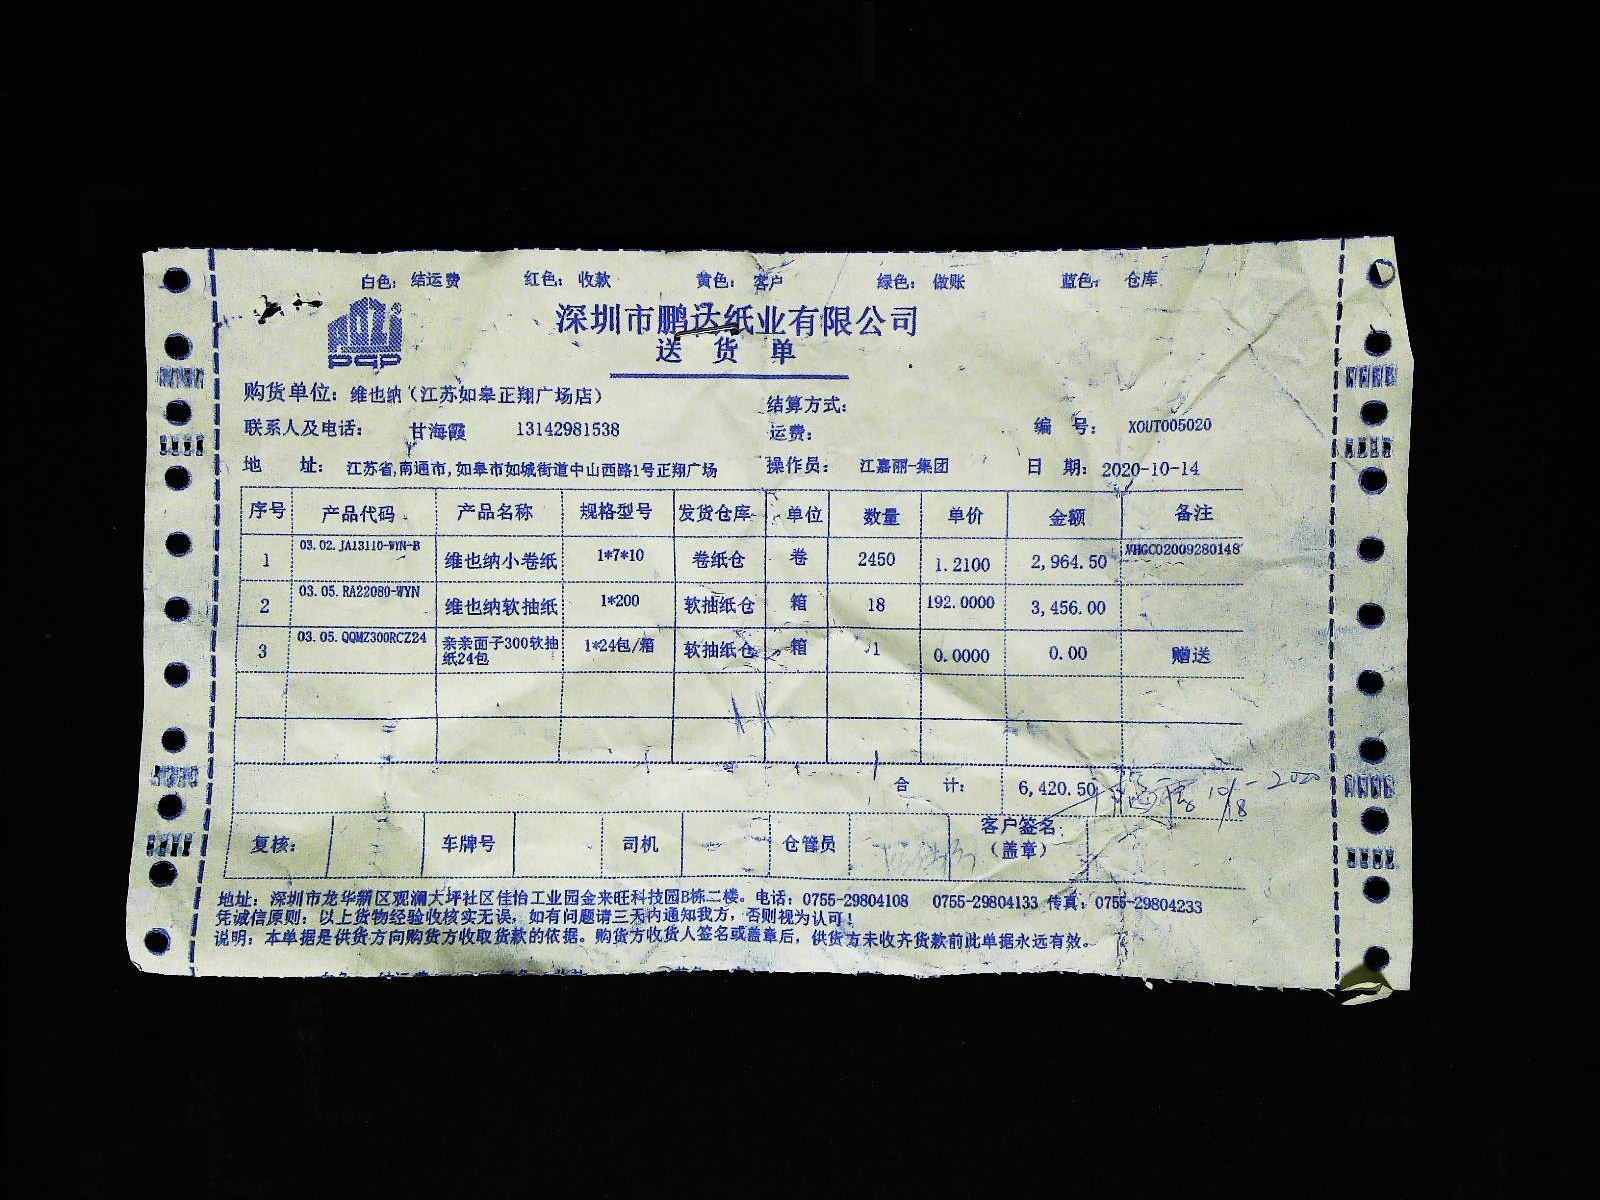 白色：结运费 红色：收款 黄色：客户 绿色：做账 蓝色： 仓库
深圳市鹏达纸业有限公司
pqp
送 货 单
购货单位：维也纳（江苏如皋正翔广场店） 结算方式：
联系人及电话： 甘海霞 13142981538 运费： 编 号： XOUT005020
地 址： 江苏省,南通市,如皋市如城街道中山西路1号正翔广场 操作员： 江嘉丽-集团 日 期：2020-10-14
序号 产品代码 产品名称 规格型号 发货仓库 单位 数量 单价 金额 备注
1 03.02.JA13110-WYN-B 维也纳小卷纸 1*7*10 卷纸仓 卷 2450 1.2100 2,964.50 WHGC02009280148
2 03.05.RA22080-WYN 维也纳软抽纸 1*200 软抽纸仓 箱 18 192.0000 3,456.00
3 03.05.QQMZ300RCZ24 亲亲面子300软抽纸24包 1*24包/箱 软抽纸仓 箱 1 0.0000 0.00 赠送
合 计： 6,420.50
10/8-2020
复核： 车牌号 司机 仓管员 客户签名：（盖章）
地址：深圳市龙华新区观澜大坪社区佳怡工业园金来旺科技园B栋二楼。电话：0755-29804108 0755-29804133 传真：0755-29804233
凭诚信原则：以上货物经验收核实无误，如有问题请三天内通知我方，否则视为认可！
说明：本单据是供货方向购货方收取货款的依据。购货方收货人签名或盖章后，供货方未收齐货款前此单据永远有效。